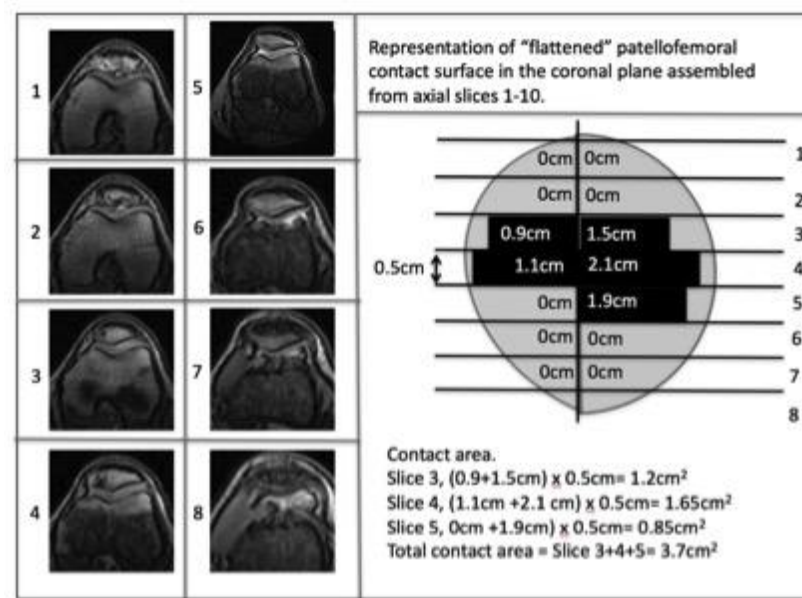 1
5
2
6
3
7
4
8
Representation of “flattened” patellofemoral
contact surface in the coronal plane assembled
from axial slices 1-10.
0cm 0cm 1
0cm 0cm 2
0.9cm 1.5cm 3
0.5cm 1.1cm 2.1cm 4
0cm 1.9cm 5
0cm 0cm 6
0cm 0cm 7
8
Contact area.
Slice 3, (0.9+1.5cm) x 0.5cm= 1.2cm²
Slice 4, (1.1cm +2.1 cm) x 0.5cm= 1.65cm²
Slice 5, 0cm +1.9cm) x 0.5cm= 0.85cm²
Total contact area = Slice 3+4+5= 3.7cm²